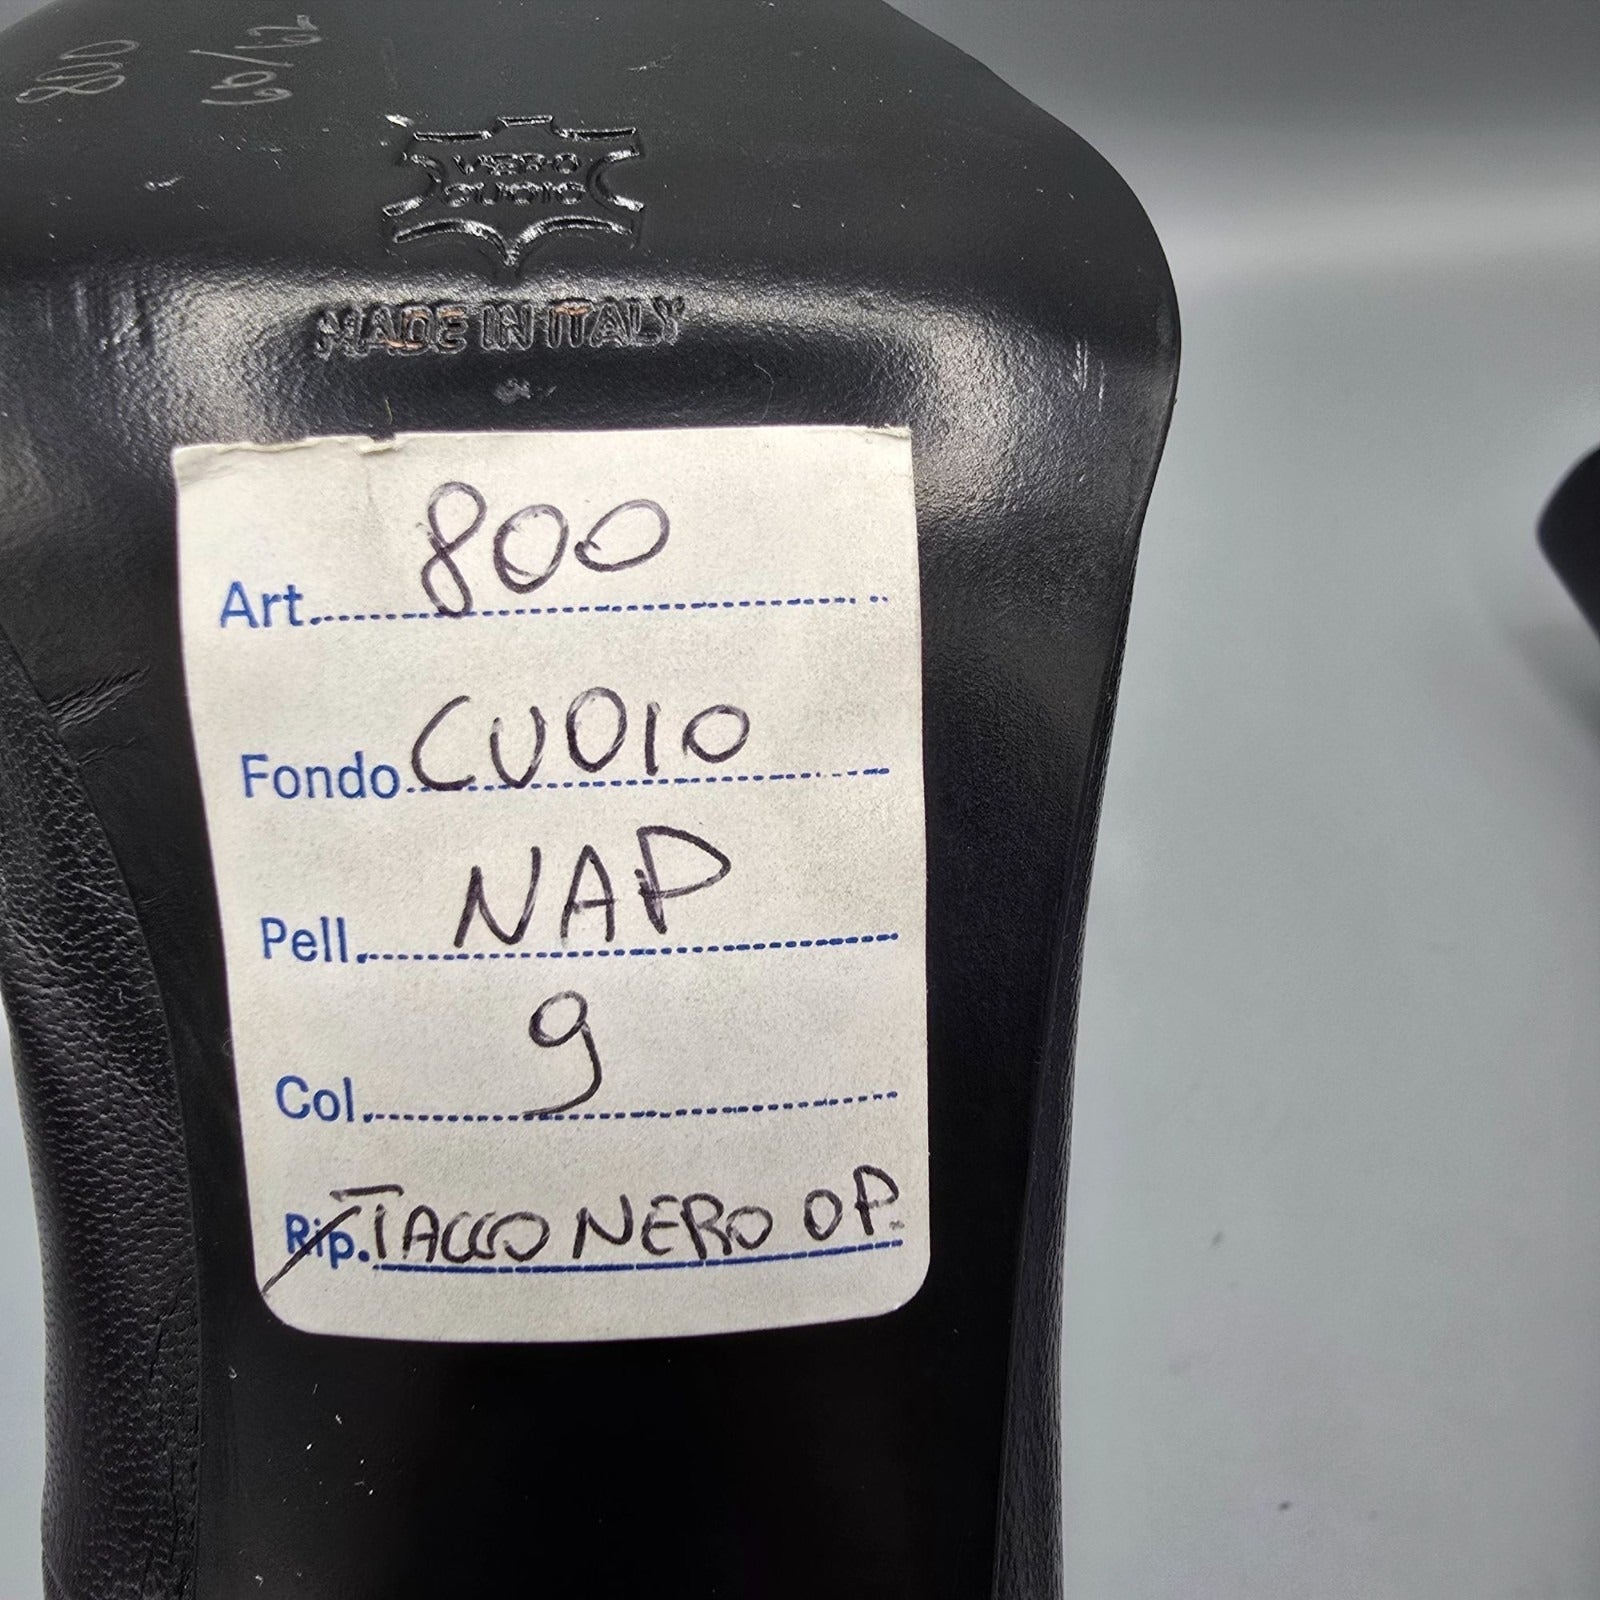 800
VERO
CUOIO
MADE IN ITALY
Art. 800
Fondo CUOIO
Pell. NAP
Col. 9
Rip. TACCO NERO OP.